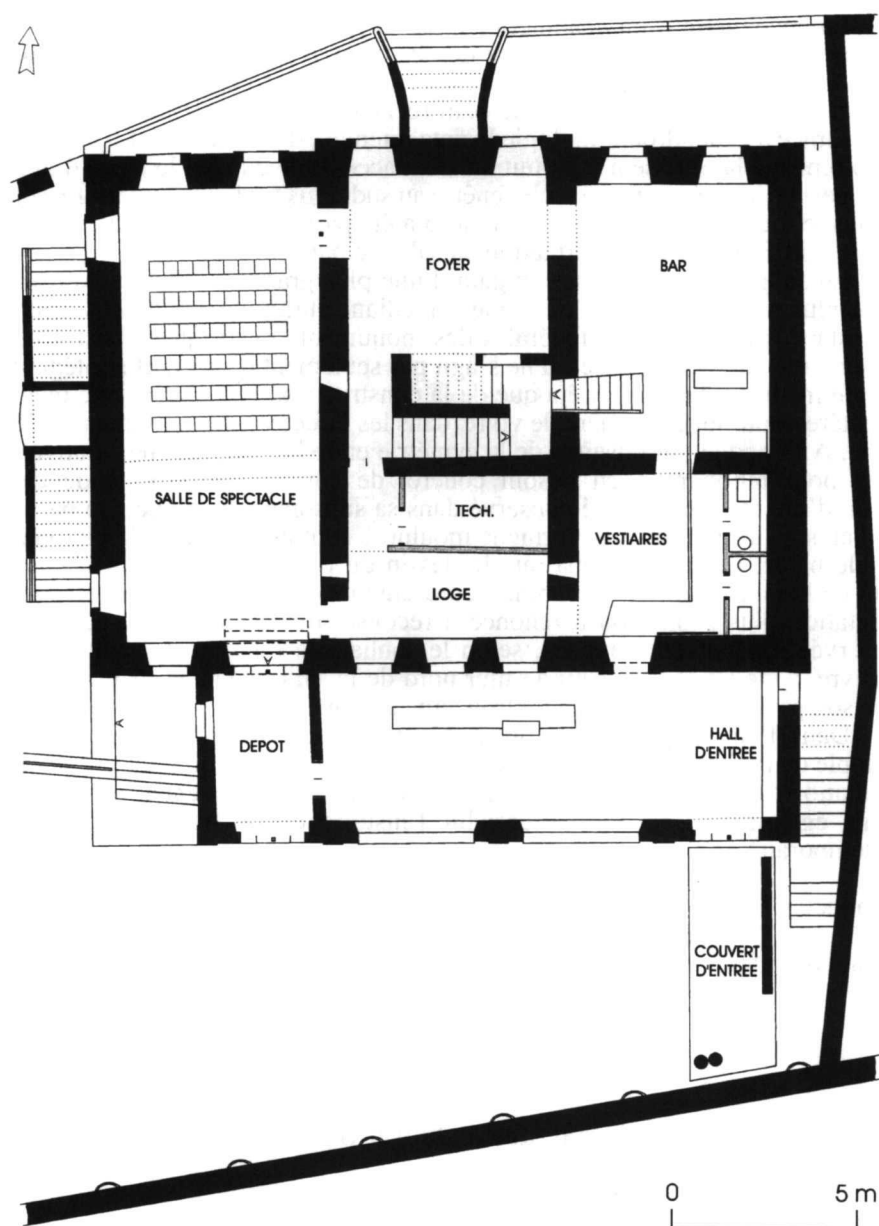 FOYER
BAR
SALLE DE SPECTACLE
TECH.
VESTIAIRES
LOGE
DEPOT
HALL
D'ENTREE
COUVERT
D'ENTREE
0 5 m